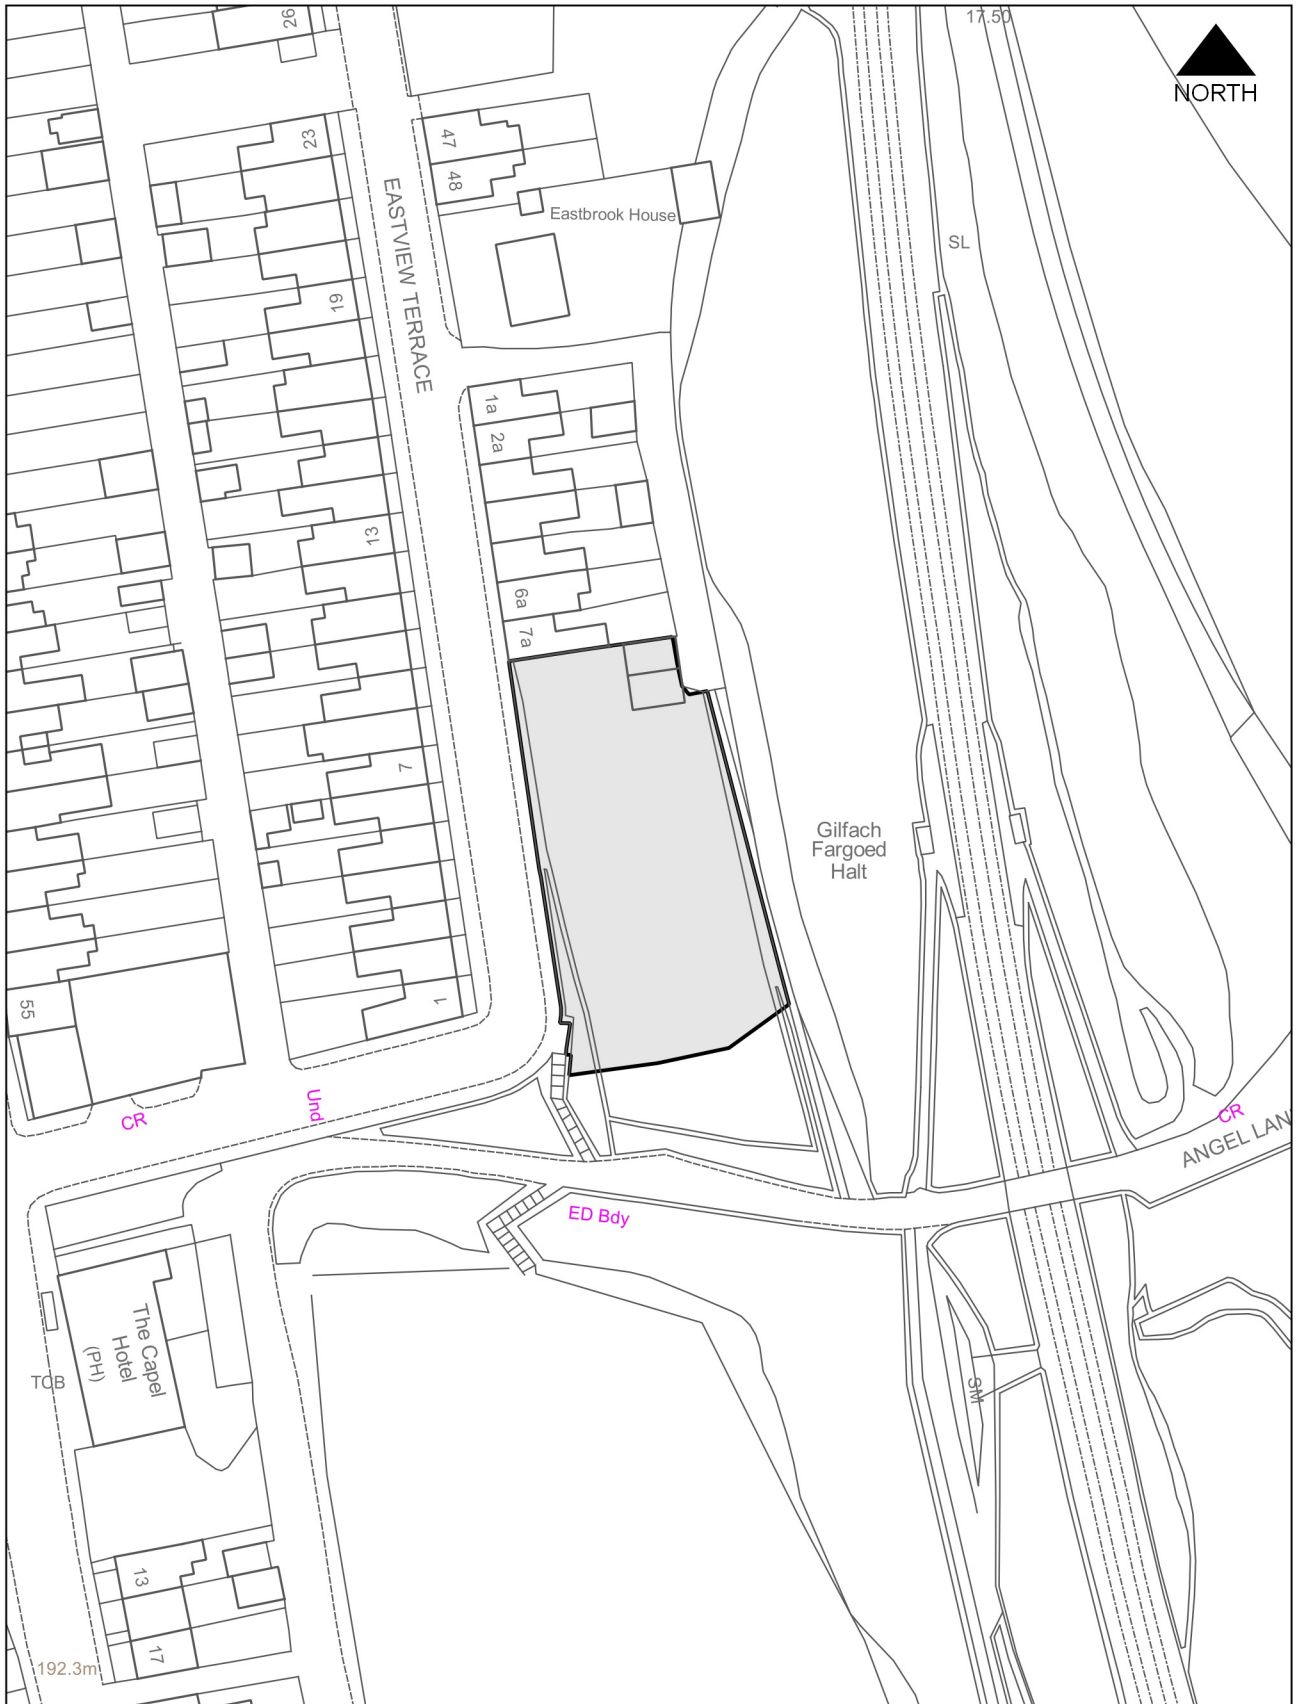 26
17.50
NORTH
23
47
48
EASTVIEW TERRACE
Eastbrook House
SL
19
1a
2a
13
6a
7a
7
Gilfach
Fargoed
Halt
1
55
CR
Und
CR
ANGEL LAN
ED Bdy
The Capel
Hotel
(PH)
TCB
SM
13
17
192.3m